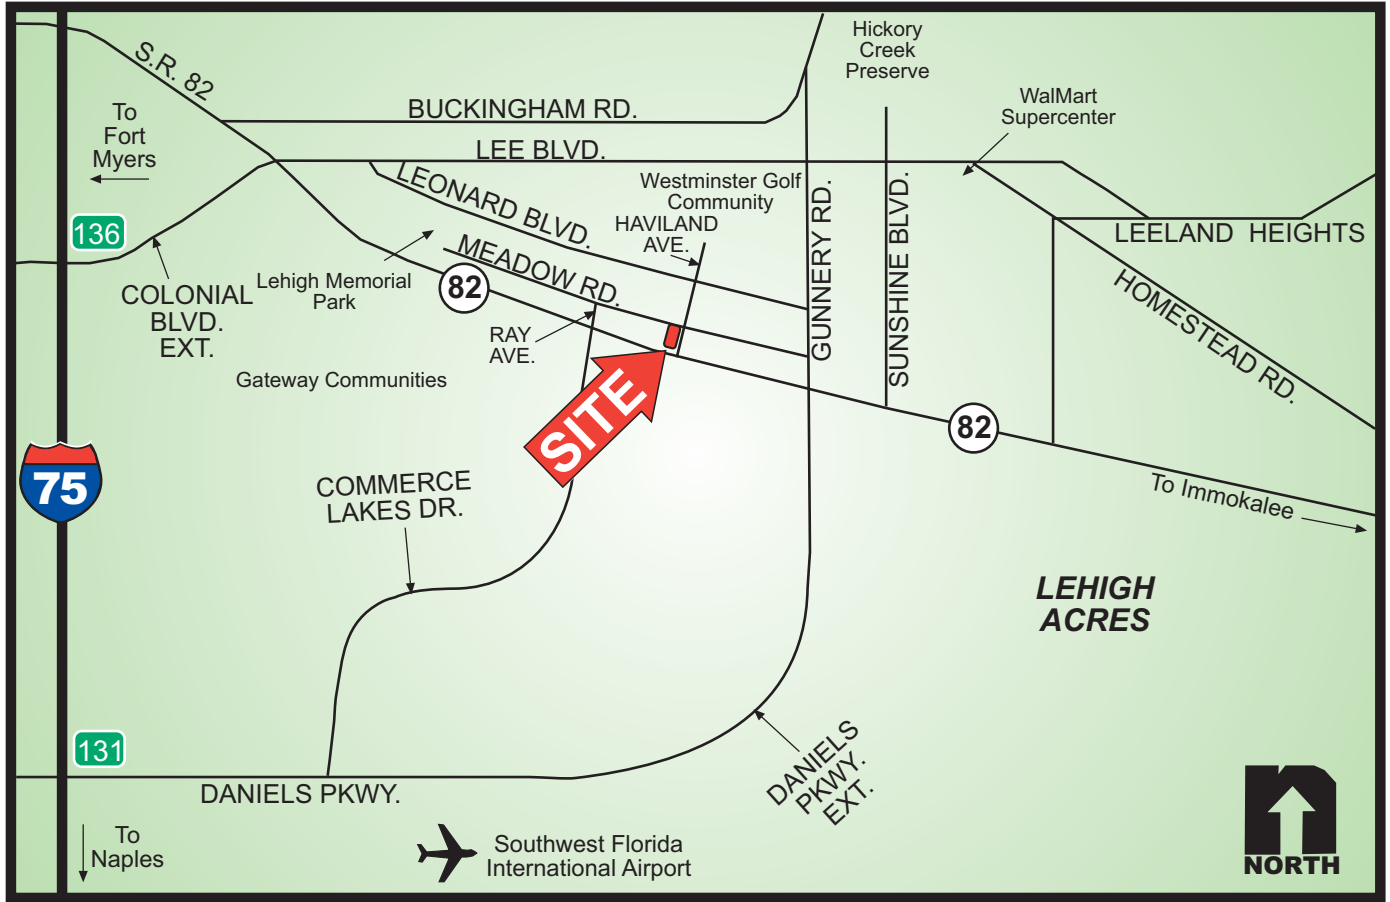 Hickory
Creek
Preserve
S.R. 82
WalMart
Supercenter
To
Fort
Myers
BUCKINGHAM RD.
LEE BLVD.
LEONARD BLVD.
Westminster Golf
Community
HAVILAND
AVE.
GUNNERY RD.
SUNSHINE BLVD.
136
LEELAND HEIGHTS
MEADOW RD.
Lehigh Memorial
Park
82
COLONIAL
BLVD.
EXT.
RAY
AVE.
HOMESTEAD RD.
Gateway Communities
SITE
82
75
COMMERCE
LAKES DR.
To Immokalee
LEHIGH
ACRES
131
DANIELS PKWY.
DANIELS
PKWY.
EXT.
To
Naples
Southwest Florida
International Airport
n
NORTH